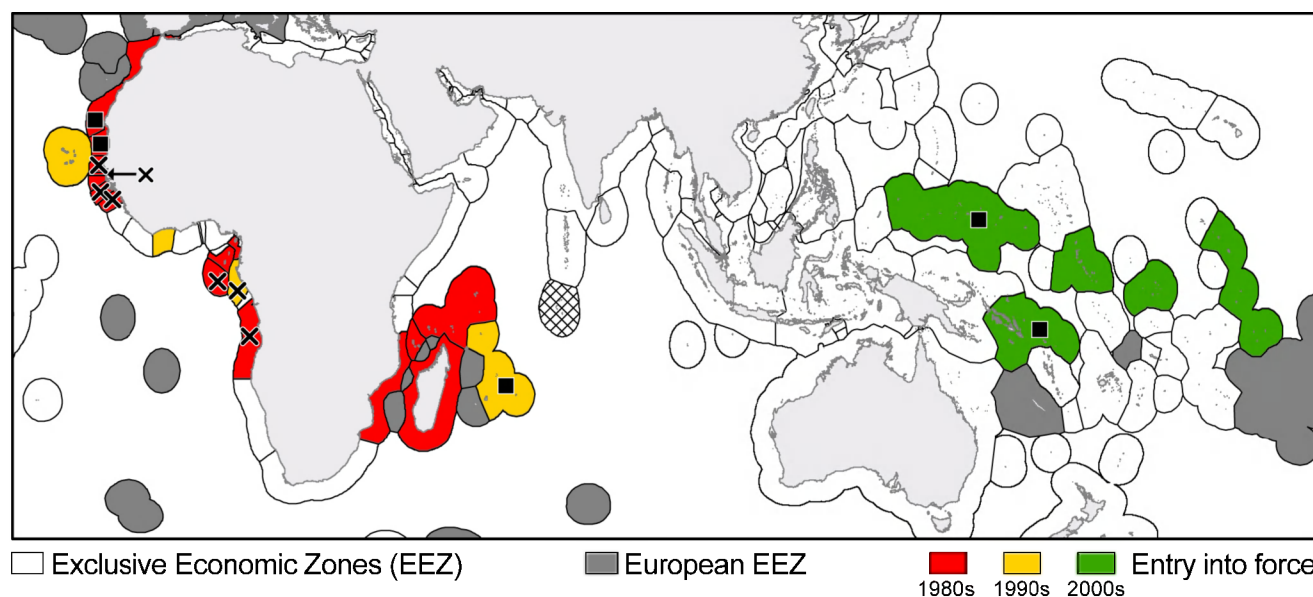 Exclusive Economic Zones (EEZ) European EEZ Entry into force
1980s 1990s 2000s